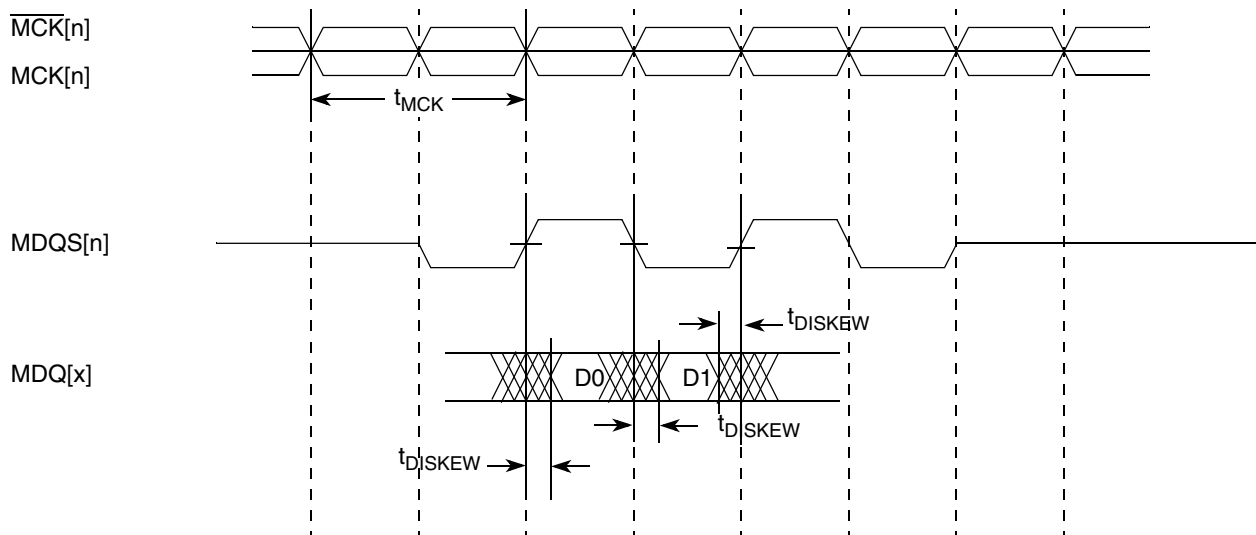 MCK[n]
MCK[n]
tMCK
MDQS[n]
tDISKEW
MDQ[x]
D0
D1
tDISKEW
tDISKEW